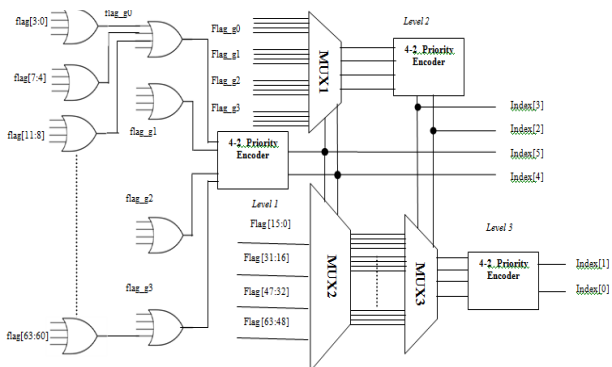 flag[3:0]
flag_g0
flag[7:4]
flag[11:8]
flag_g1
flag_g2
flag_g3
flag[63:60]
Flag_g0
Flag_g1
Flag_g2
Flag_g3
MUX1
Level 2
4-2 Priority
Encoder
Index[3]
Index[2]
Index[5]
Index[4]
4-2 Priority
Encoder
Level 1
Flag[15:0]
Flag[31:16]
Flag[47:32]
Flag[63:48]
MUX2
MUX3
Level 3
4-2 Priority
Encoder
Index[1]
Index[0]